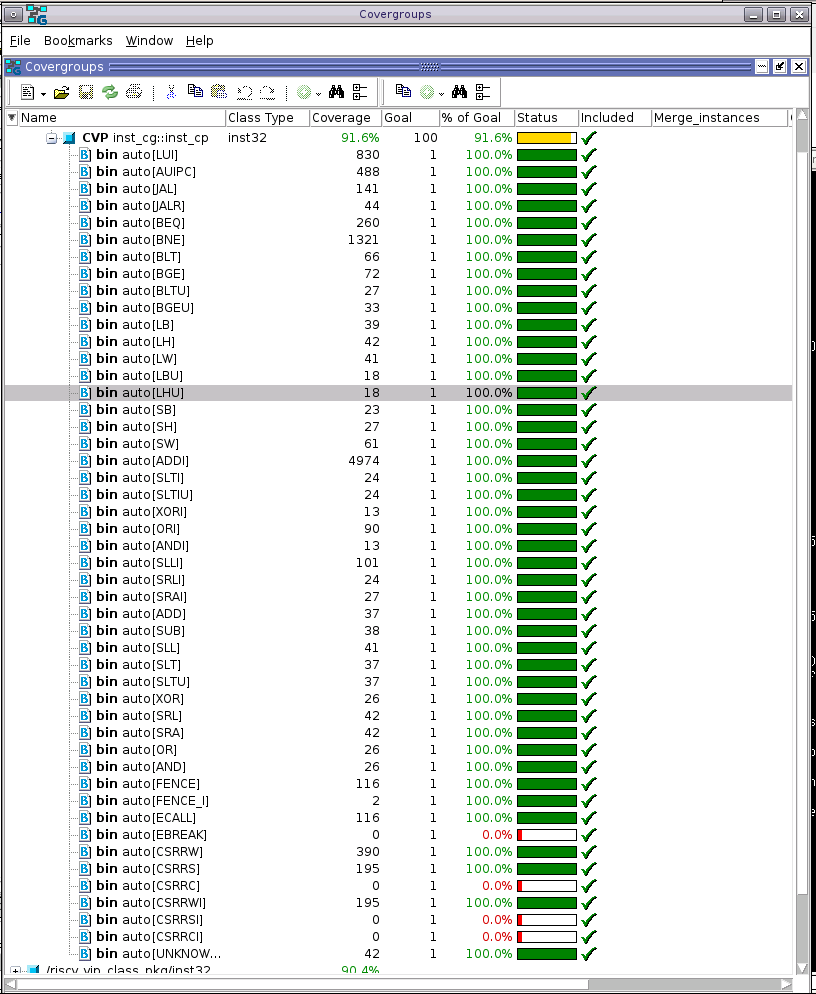 Covergroups
File Bookmarks Window Help
Covergroups
Name Class Type Coverage Goal % of Goal Status Included Merge_instances
CVP inst_cg::inst_cp inst32 91.6% 100 91.6%
bin auto[LUI] 830 1 100.0%
bin auto[AUIPC] 488 1 100.0%
bin auto[JAL] 141 1 100.0%
bin auto[JALR] 44 1 100.0%
bin auto[BEQ] 260 1 100.0%
bin auto[BNE] 1321 1 100.0%
bin auto[BLT] 66 1 100.0%
bin auto[BGE] 72 1 100.0%
bin auto[BLTU] 27 1 100.0%
bin auto[BGEU] 33 1 100.0%
bin auto[LB] 39 1 100.0%
bin auto[LH] 42 1 100.0%
bin auto[LW] 41 1 100.0%
bin auto[LBU] 18 1 100.0%
bin auto[LHU] 18 1 100.0%
bin auto[SB] 23 1 100.0%
bin auto[SH] 27 1 100.0%
bin auto[SW] 61 1 100.0%
bin auto[ADDI] 4974 1 100.0%
bin auto[SLTI] 24 1 100.0%
bin auto[SLTIU] 24 1 100.0%
bin auto[XORI] 13 1 100.0%
bin auto[ORI] 90 1 100.0%
bin auto[ANDI] 13 1 100.0%
bin auto[SLLI] 101 1 100.0%
bin auto[SRLI] 24 1 100.0%
bin auto[SRAI] 27 1 100.0%
bin auto[ADD] 37 1 100.0%
bin auto[SUB] 38 1 100.0%
bin auto[SLL] 41 1 100.0%
bin auto[SLT] 37 1 100.0%
bin auto[SLTU] 37 1 100.0%
bin auto[XOR] 26 1 100.0%
bin auto[SRL] 42 1 100.0%
bin auto[SRA] 42 1 100.0%
bin auto[OR] 26 1 100.0%
bin auto[AND] 26 1 100.0%
bin auto[FENCE] 116 1 100.0%
bin auto[FENCE_I] 2 1 100.0%
bin auto[ECALL] 116 1 100.0%
bin auto[EBREAK] 0 1 0.0%
bin auto[CSRRW] 390 1 100.0%
bin auto[CSRRS] 195 1 100.0%
bin auto[CSRRC] 0 1 0.0%
bin auto[CSRRWI] 195 1 100.0%
bin auto[CSRRSI] 0 1 0.0%
bin auto[CSRRCI] 0 1 0.0%
bin auto[UNKNOW... 42 1 100.0%
/riscv_vip_class_pkg/inst32 90.4%